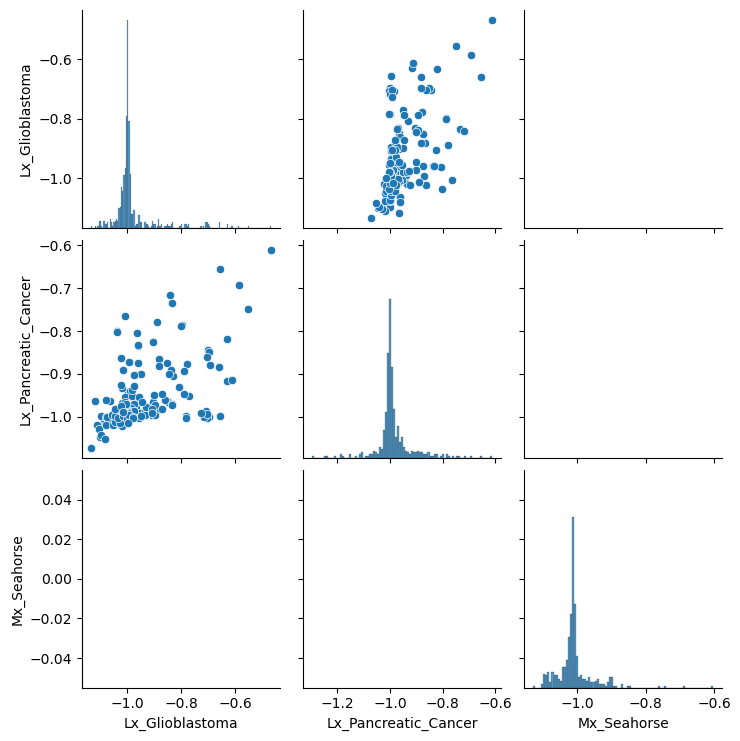 Lx_Glioblastoma
−0.6
−0.8
−1.0
Lx_Pancreatic_Cancer
−0.6
−0.7
−0.8
−0.9
−1.0
Mx_Seahorse
0.04
0.02
0.00
−0.02
−0.04
−1.0 −0.8 −0.6
−1.2 −1.0 −0.8 −0.6
−1.0 −0.8 −0.6
Lx_Glioblastoma
Lx_Pancreatic_Cancer
Mx_Seahorse